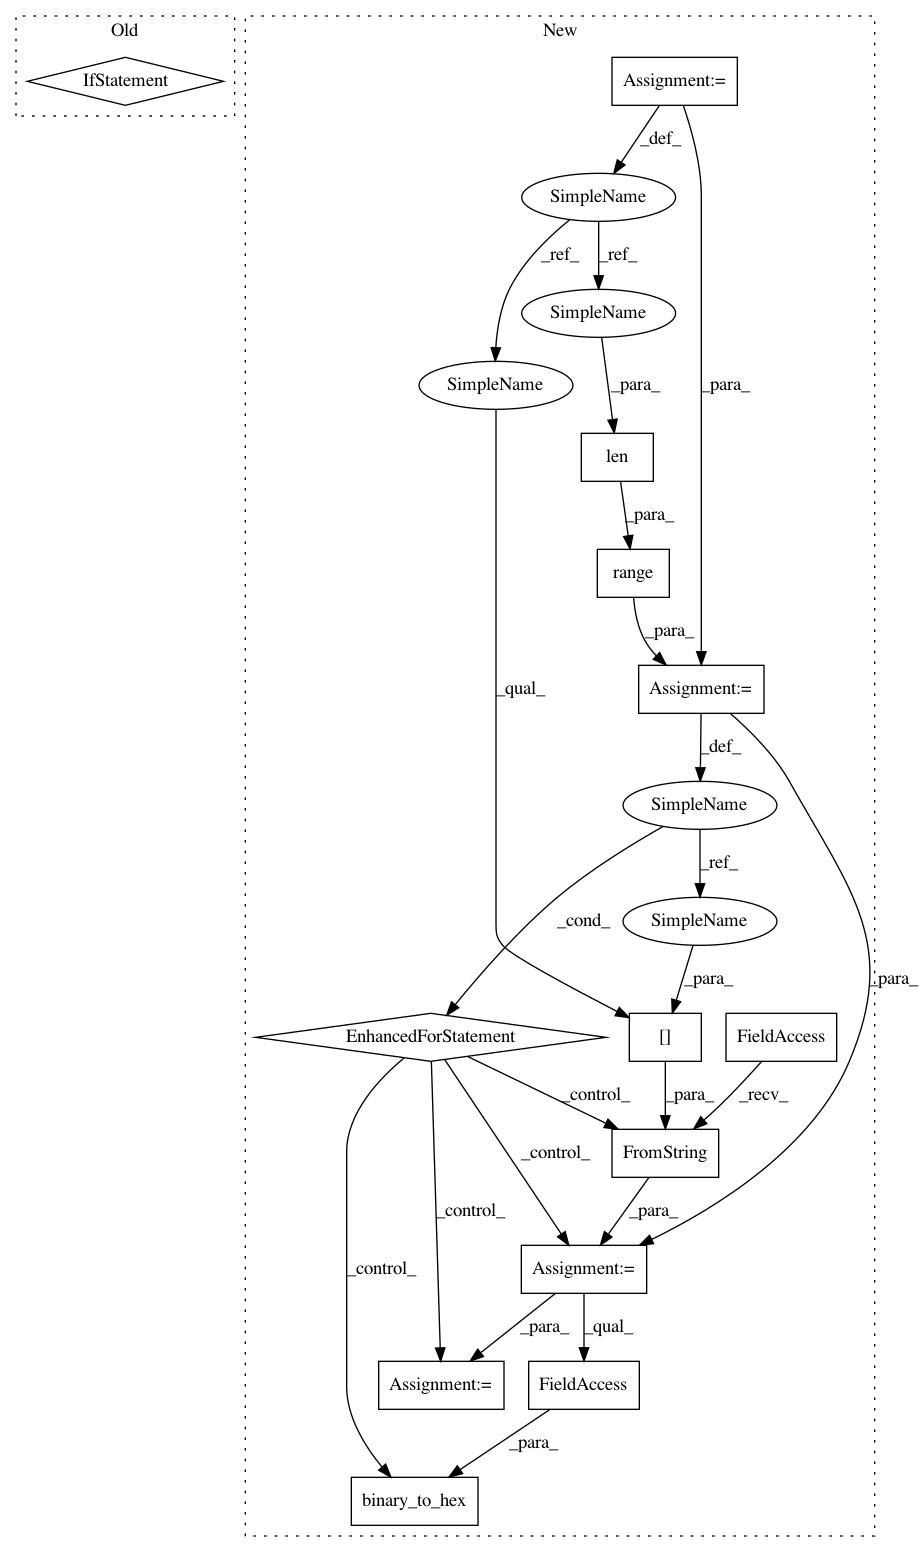 Old
New
IfStatement
Assignment:=
_def_
SimpleName
_ref_
_ref_
SimpleName
SimpleName
_para_
_para_
len
_para_
range
_para_
Assignment:=
_qual_
_def_
SimpleName
_ref_
_cond_
SimpleName
_para_
_para_
EnhancedForStatement
[]
FieldAccess
_control_
_para_
_recv_
FromString
_control_
_control_
_para_
_control_
Assignment:=
_para_
_qual_
Assignment:=
FieldAccess
_para_
binary_to_hex